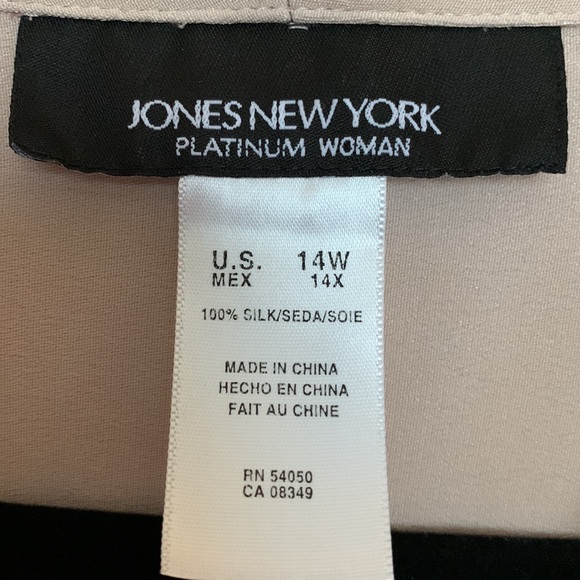 JONES NEW YORK
PLATINUM WOMAN
U.S. 14W
MEX 14X
100% SILK/SEDA/SOIE
MADE IN CHINA
HECHO EN CHINA
FAIT AU CHINE
RN 54050
CA 08349